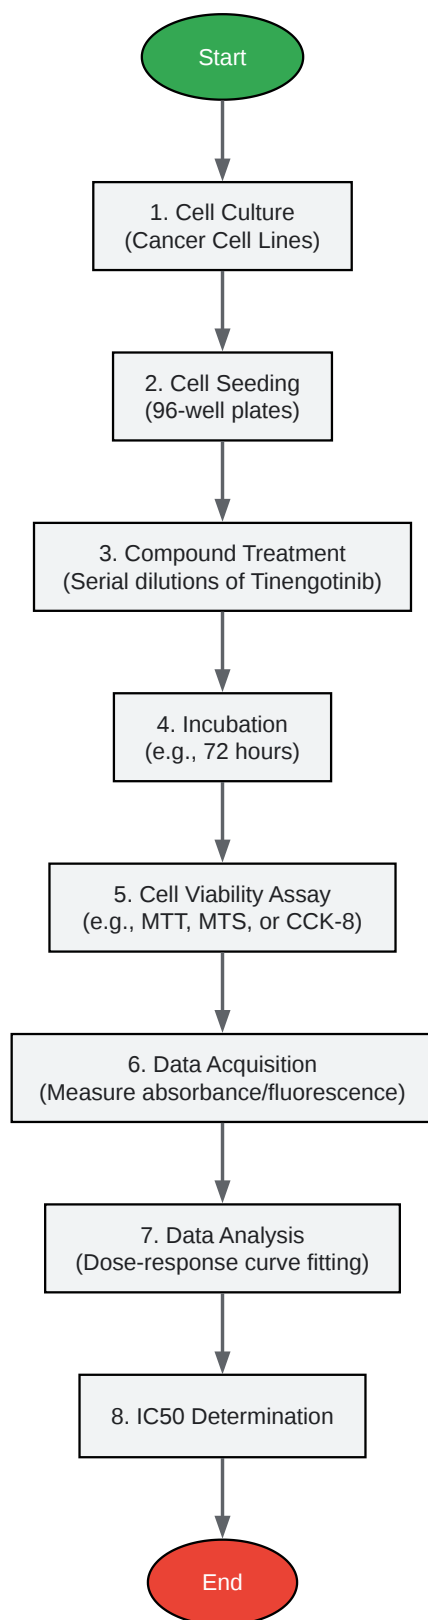 Start
1. Cell Culture
(Cancer Cell Lines)
2. Cell Seeding
(96-well plates)
3. Compound Treatment
(Serial dilutions of Tinengotinib)
4. Incubation
(e.g., 72 hours)
5. Cell Viability Assay
(e.g., MTT, MTS, or CCK-8)
6. Data Acquisition
(Measure absorbance/fluorescence)
7. Data Analysis
(Dose-response curve fitting)
8. IC50 Determination
End